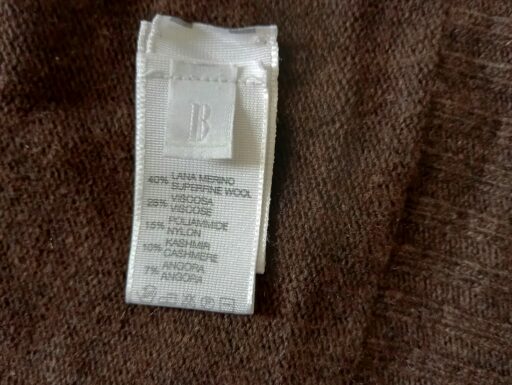 B
40% LANA MERINO
SUPERFINE WOOL
28% VISCOSA
VISCOSE
15% POLIAMMIDE
NYLON
10% KASHMIR
CASHMERE
7% ANGORA
ANGORA